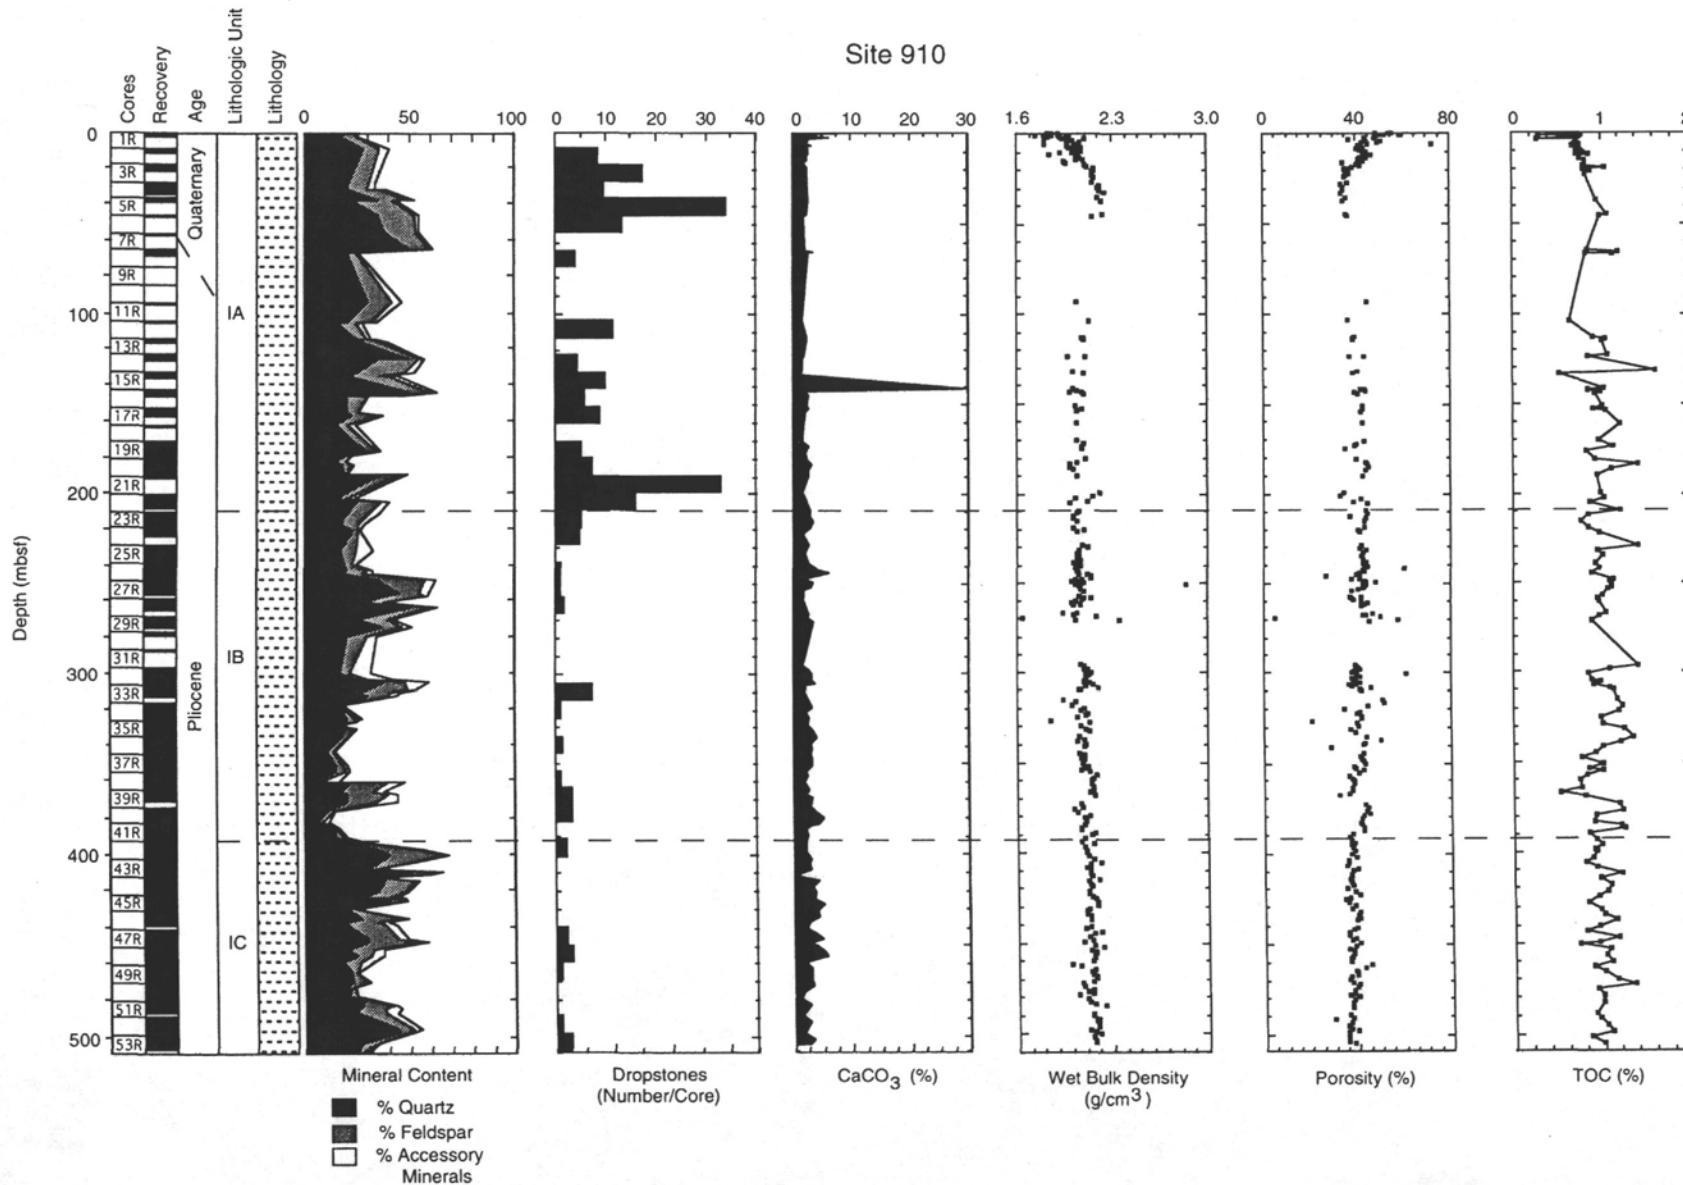 Site 910
Cores
Recovery
Age
Lithologic Unit
Lithology
0 50 100
0 10 20 30 40
0 10 20 30
1.6 2.3 3.0
0 40 80
0 1 2
Depth (mbsf)
0
100
200
300
400
500
1R
3R
5R
7R
9R
11R
13R
15R
17R
19R
21R
23R
25R
27R
29R
31R
33R
35R
37R
39R
41R
43R
45R
47R
49R
51R
53R
Quaternary
Pliocene
IA
IB
IC
Mineral Content
% Quartz
% Feldspar
% Accessory
Minerals
Dropstones
(Number/Core)
CaCO3 (%)
Wet Bulk Density
(g/cm3)
Porosity (%)
TOC (%)